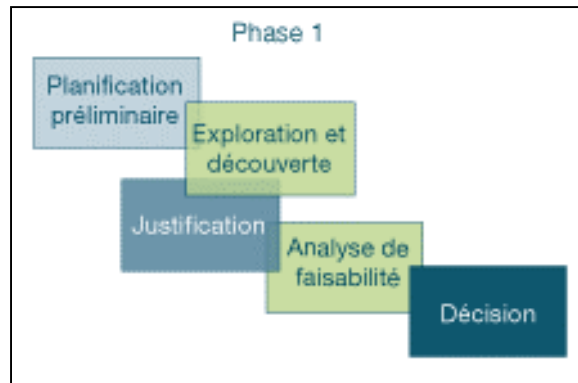 Phase 1
Planification
préliminaire
Exploration et
découverte
Justification
Analyse de
faisabilité
Décision